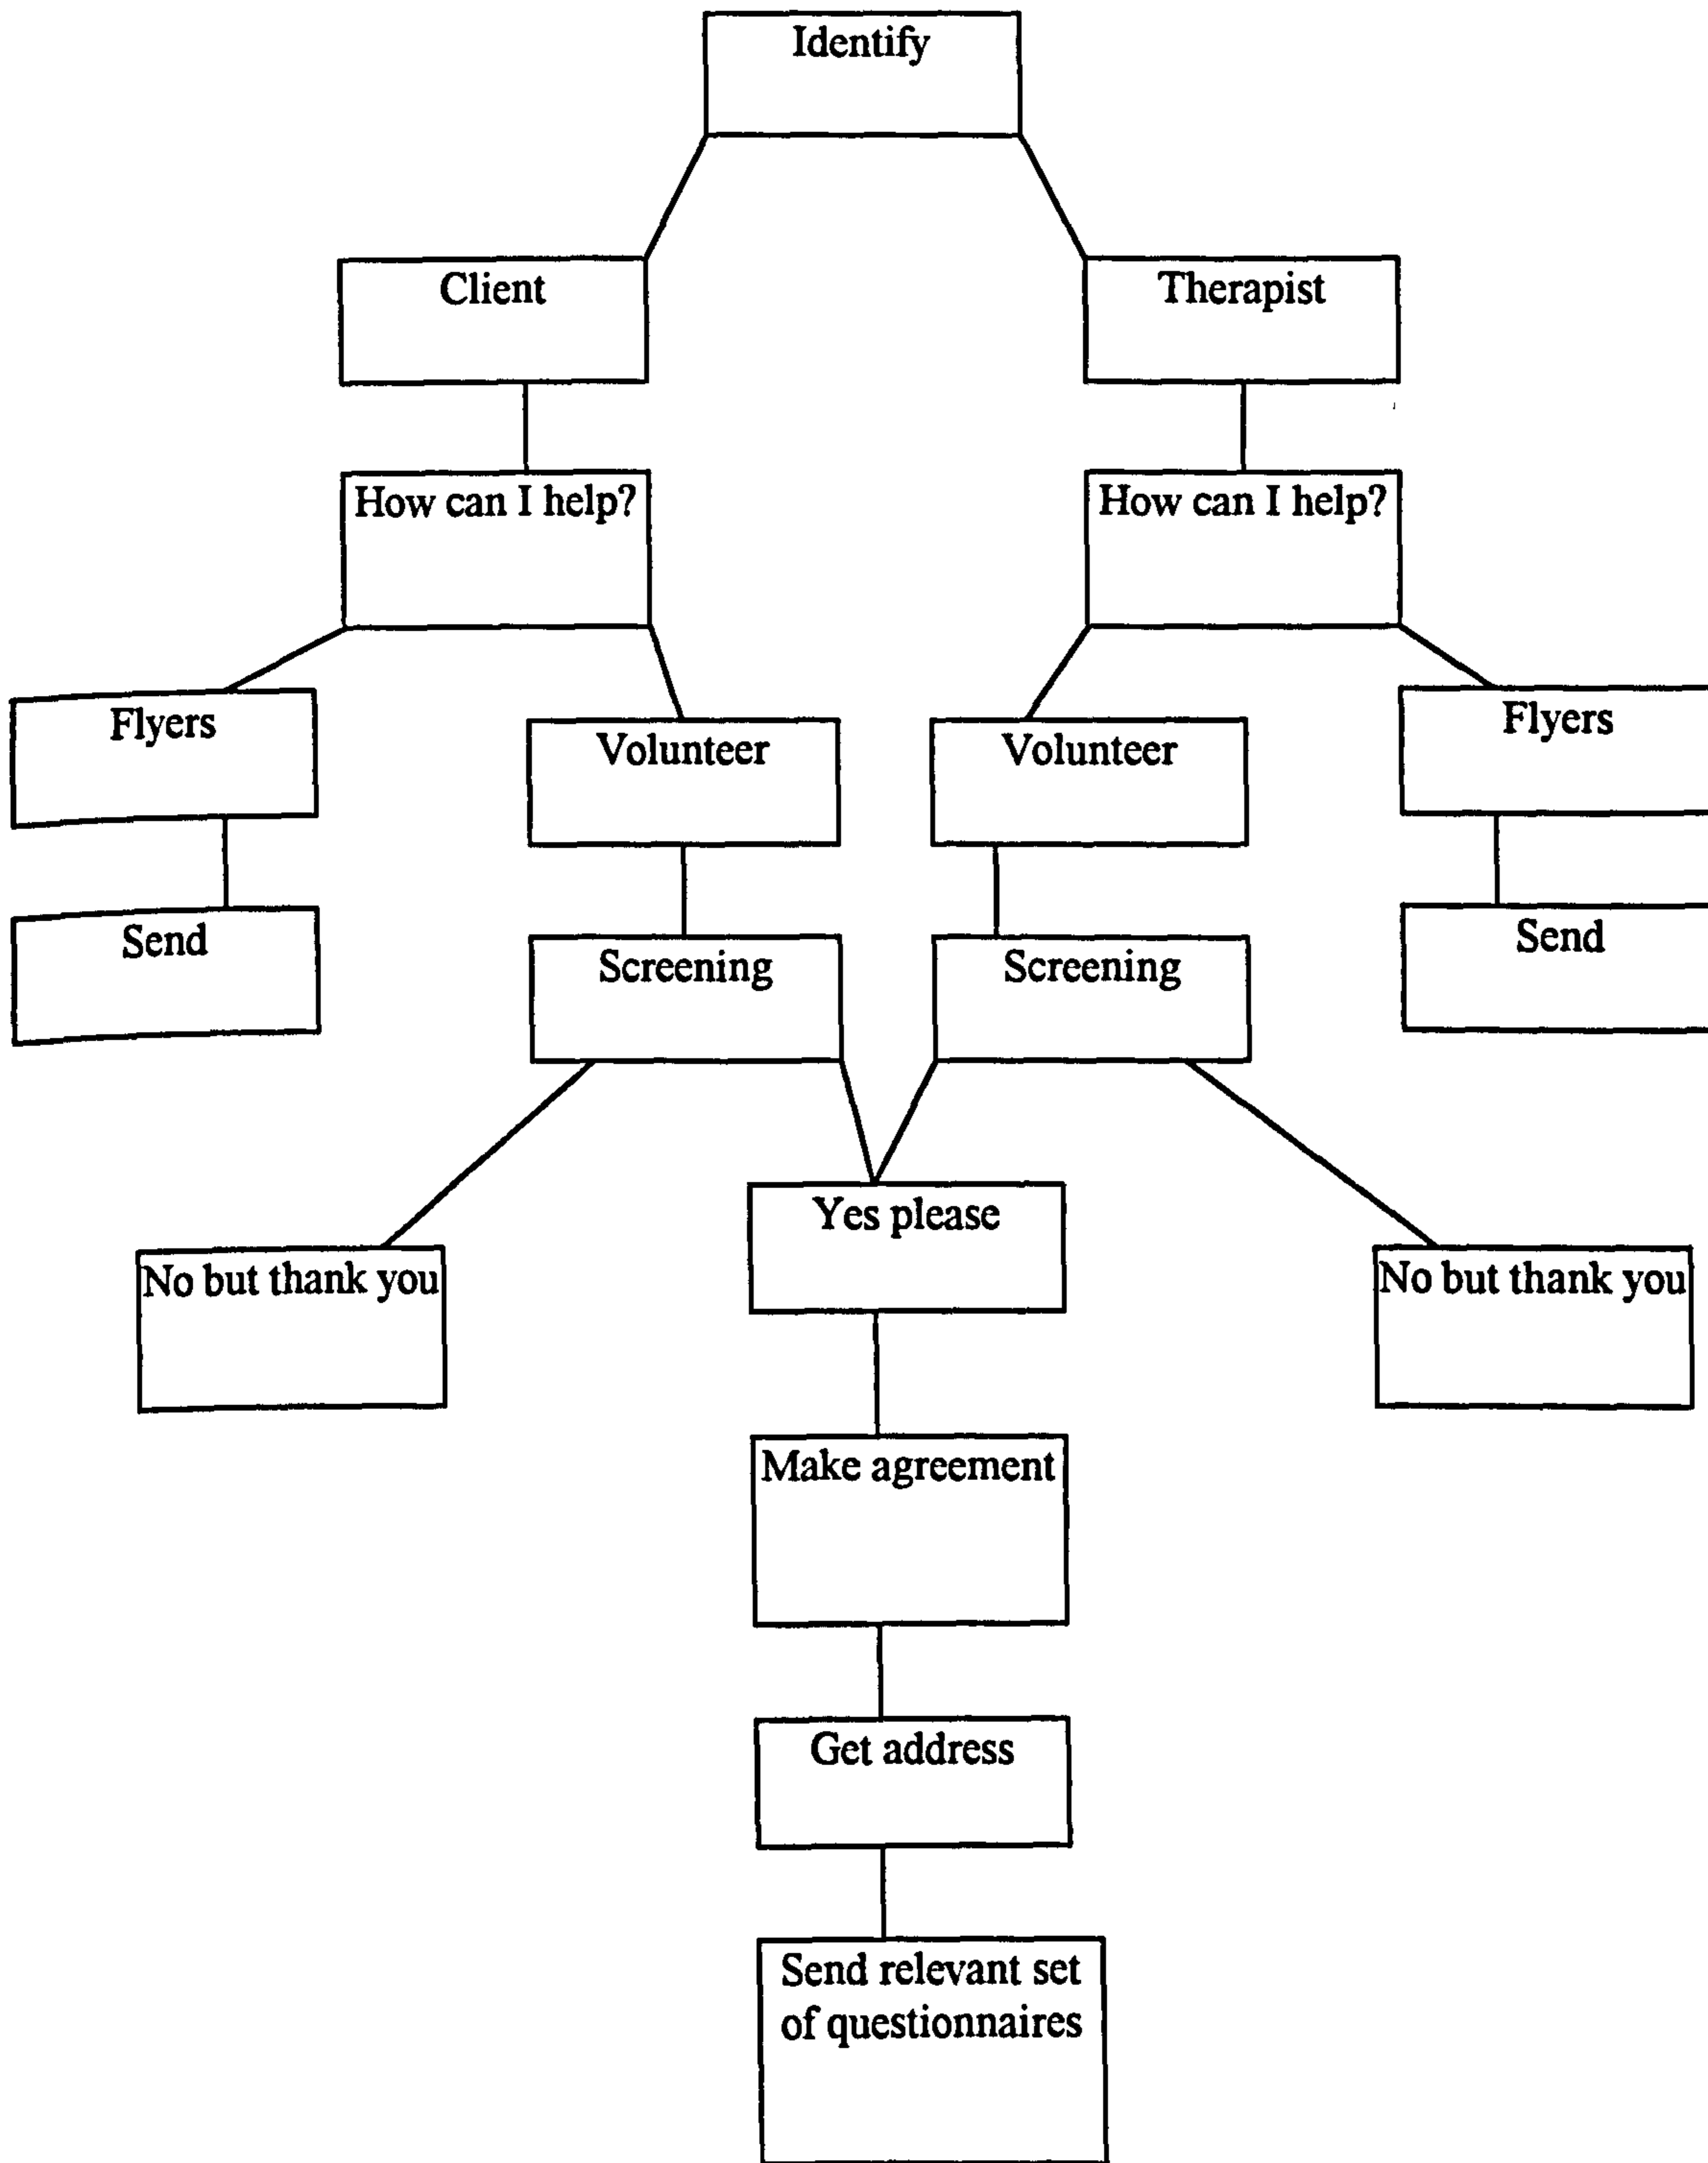 Identify
Client
Therapist
How can I help?
How can I help?
Flyers
Volunteer
Volunteer
Flyers
Send
Screening
Screening
Send
Yes please
No but thank you
No but thank you
Make agreement
Get address
Send relevant set
of questionnaires